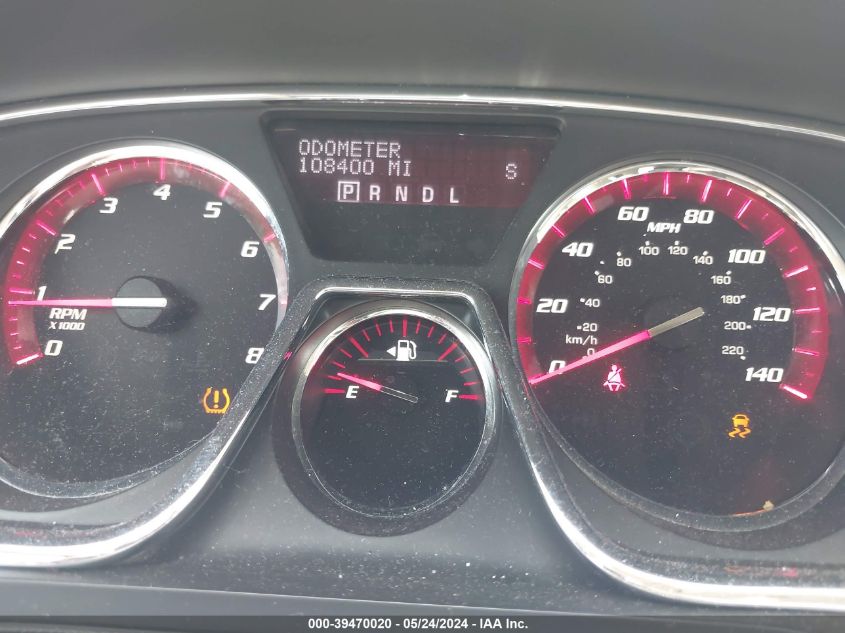 ODOMETER
108400 MI S
P R N D L
0 1 2 3 4 5 6 7 8
RPM
X1000
E F
0 20 40 60 80 100 120 140
MPH
0 20 40 60 80 100 120 140 160 180 200 220
km/h
000-39470020 - 05/24/2024 - IAA Inc.